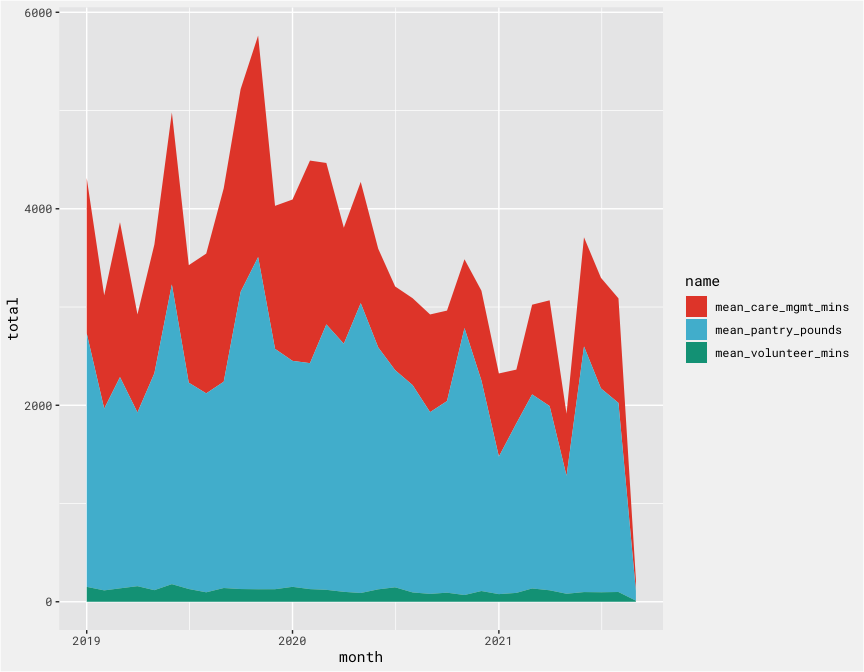 6000
4000
2000
0
total
2019
2020
2021
month
name
mean_care_mgmt_mins
mean_pantry_pounds
mean_volunteer_mins